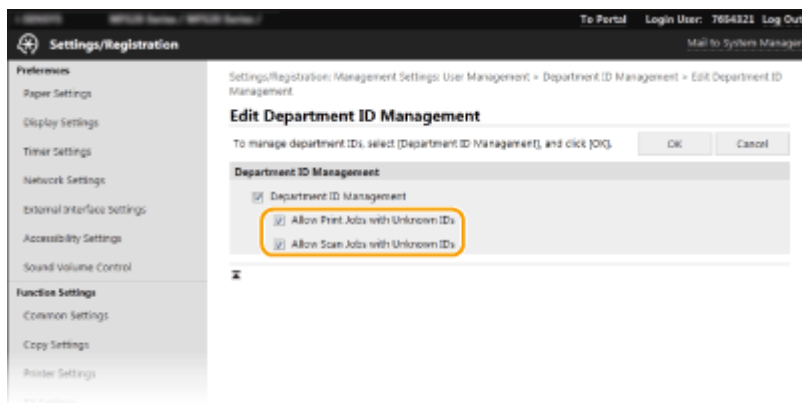 To Portal Login User: 7654321 Log Out
Settings/Registration
Mail to System Manager
Preferences
Paper Settings
Display Settings
Timer Settings
Network Settings
External Interface Settings
Accessibility Settings
Sound Volume Control
Function Settings
Common Settings
Copy Settings
Printer Settings
Settings/Registration: Management Settings: User Management > Department ID Management > Edit Department ID
Management
Edit Department ID Management
To manage department IDs, select [Department ID Management], and click [OK].
OK
Cancel
Department ID Management
Department ID Management
Allow Print Jobs with Unknown IDs
Allow Scan Jobs with Unknown IDs